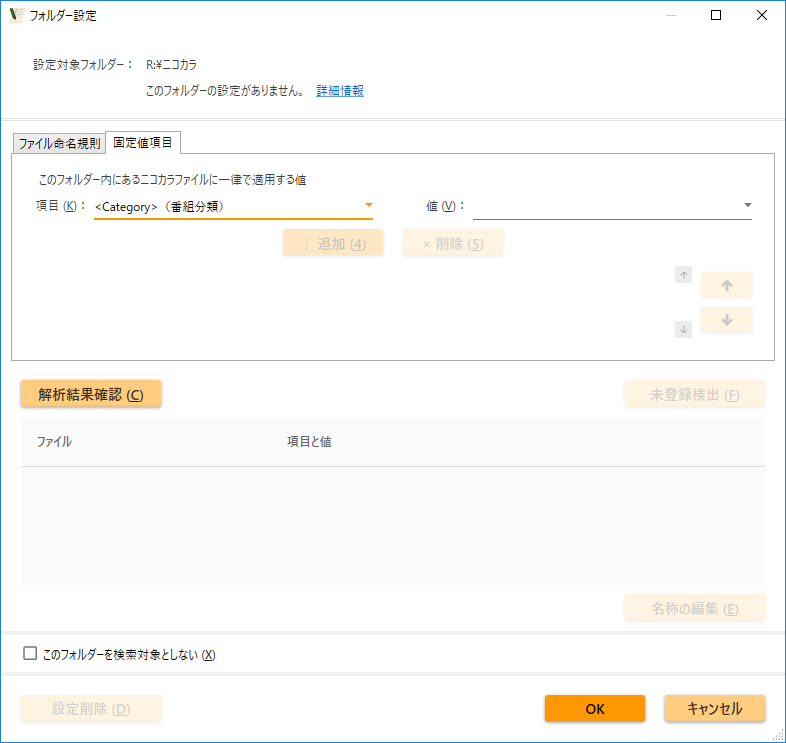 フォルダー設定
設定対象フォルダー： R:¥ニコカラ
このフォルダーの設定がありません。 詳細情報
ファイル命名規則 固定値項目
このフォルダー内にあるニコカラファイルに一律で適用する値
項目 (K)： <Category>（番組分類） 値 (V)：
↓ 追加 (4) × 削除 (5)
解析結果確認 (C) 未登録検出 (F)
ファイル 項目と値
名称の編集 (E)
このフォルダーを検索対象としない (X)
設定削除 (D) OK キャンセル